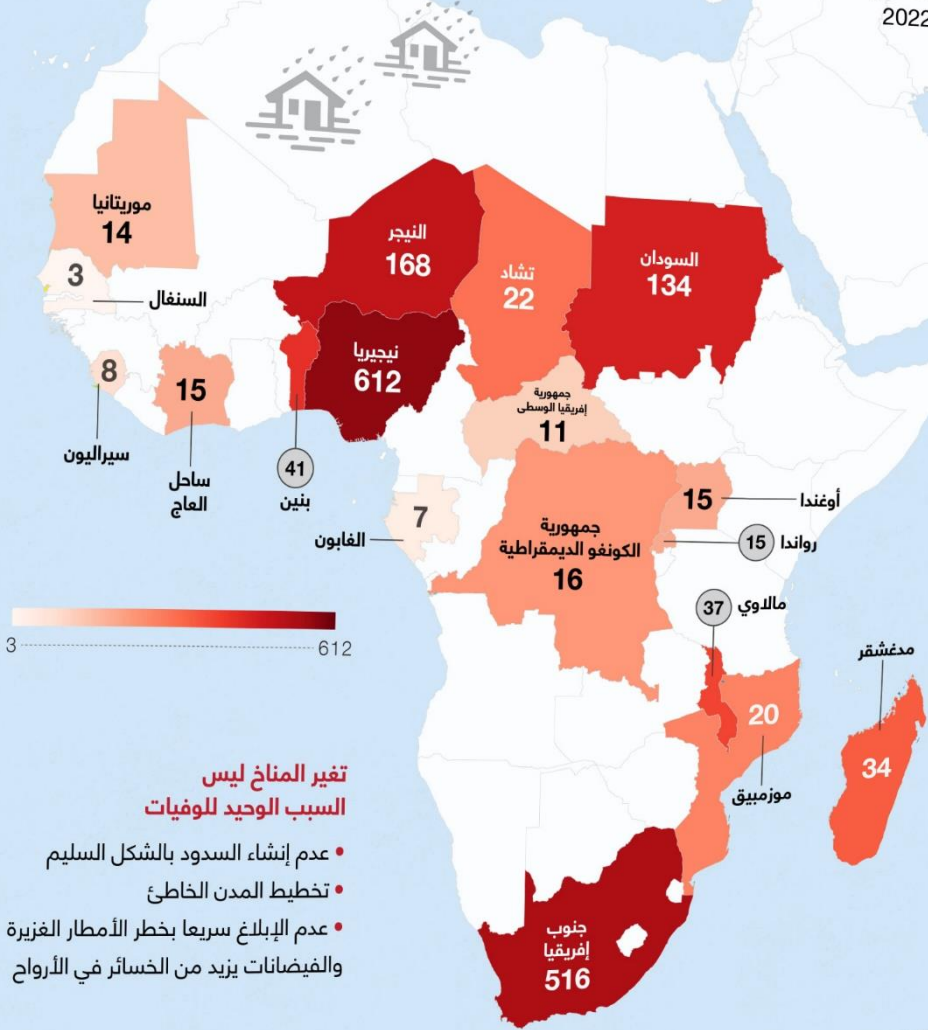 2022
موريتانيا
14
النيجر
168
تشاد
22
السودان
134
3
السنغال
نيجيريا
612
8
سيراليون
15
ساحل
العاج
41
بنين
جمهورية
إفريقيا الوسطى
11
7
الغابون
جمهورية
الكونغو الديمقراطية
16
15
أوغندا
15
رواندا
37
مالاوي
3
612
مدغشقر
34
20
موزمبيق
تغير المناخ ليس
السبب الوحيد للوفيات
• عدم إنشاء السدود بالشكل السليم
• تخطيط المدن الخاطئ
• عدم الإبلاغ سريعا بخطر الأمطار الغزيرة
والفيضانات يزيد من الخسائر في الأرواح
جنوب
إفريقيا
516